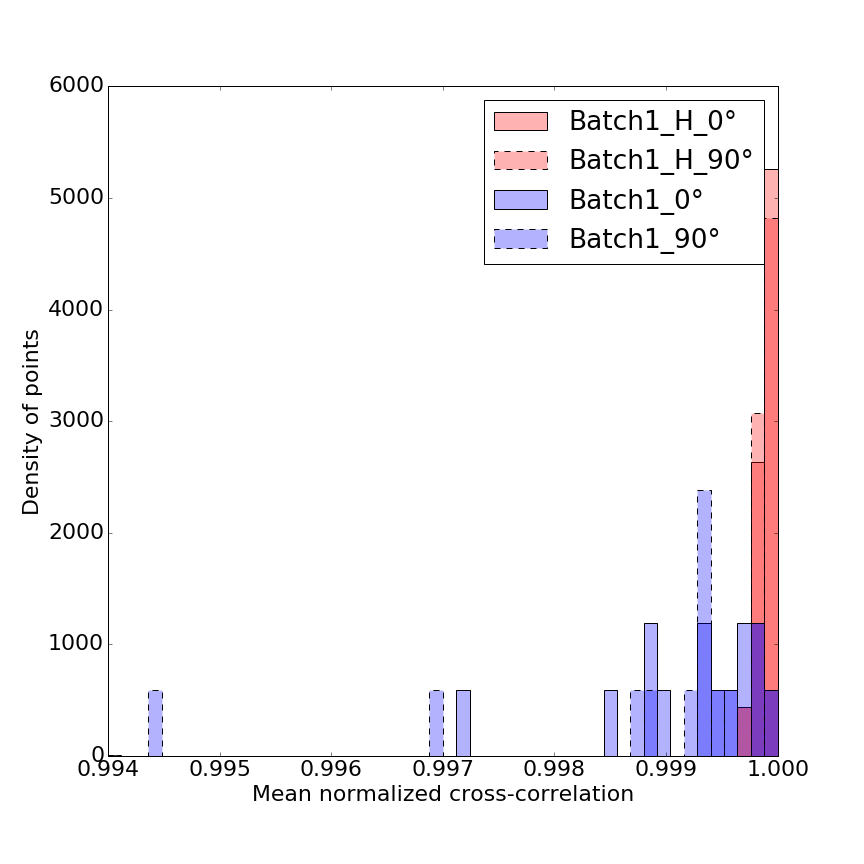 6000
5000
4000
3000
2000
1000
0
Density of points
Batch1_H_0°
Batch1_H_90°
Batch1_0°
Batch1_90°
0.994 0.995 0.996 0.997 0.998 0.999 1.000
Mean normalized cross-correlation